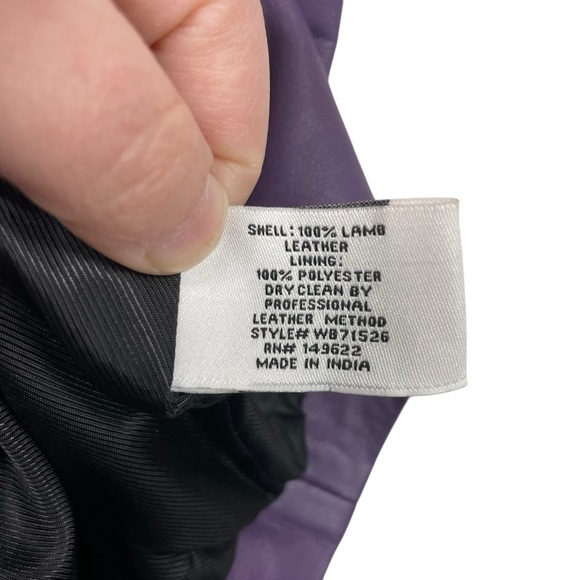 SHELL: 100% LAMB
LEATHER
LINING:
100% POLYESTER
DRY CLEAN BY
PROFESSIONAL
LEATHER METHOD
STYLE# WB71526
RN# 149622
MADE IN INDIA